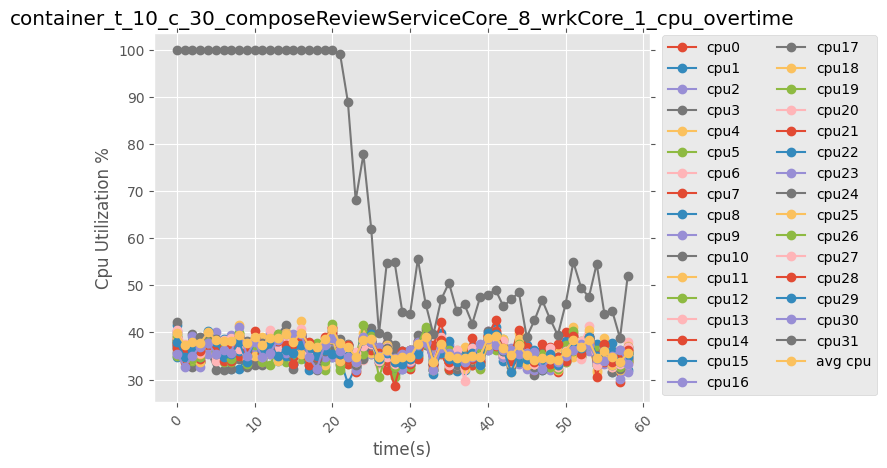 container_t_10_c_30_composeReviewServiceCore_8_wrkCore_1_cpu_overtime
Cpu Utilization %
100
90
80
70
60
50
40
30
0
10
20
30
40
50
60
time(s)
cpu0
cpu1
cpu2
cpu3
cpu4
cpu5
cpu6
cpu7
cpu8
cpu9
cpu10
cpu11
cpu12
cpu13
cpu14
cpu15
cpu16
cpu17
cpu18
cpu19
cpu20
cpu21
cpu22
cpu23
cpu24
cpu25
cpu26
cpu27
cpu28
cpu29
cpu30
cpu31
avg cpu